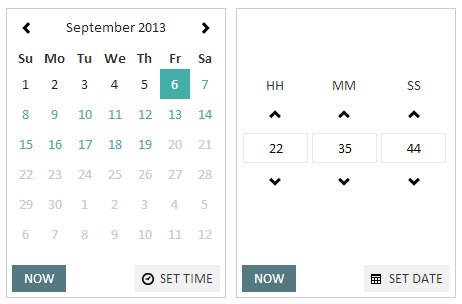 September 2013
Su Mo Tu We Th Fr Sa
1 2 3 4 5 6 7
8 9 10 11 12 13 14
15 16 17 18 19 20 21
22 23 24 25 26 27 28
29 30 1 2 3 4 5
6 7 8 9 10 11 12
NOW SET TIME
HH MM SS
22 35 44
NOW SET DATE